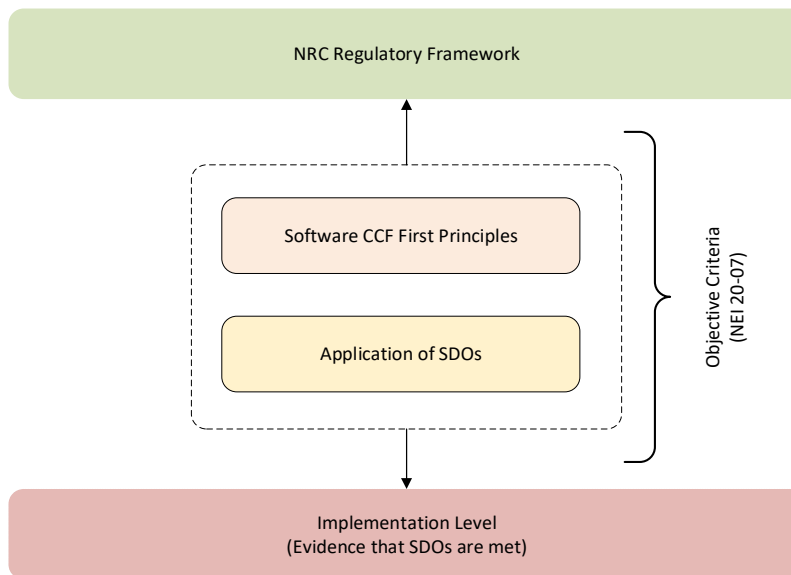 NRC Regulatory Framework
Software CCF First Principles
Application of SDOs
Objective Criteria
(NEI 20-07)
Implementation Level
(Evidence that SDOs are met)